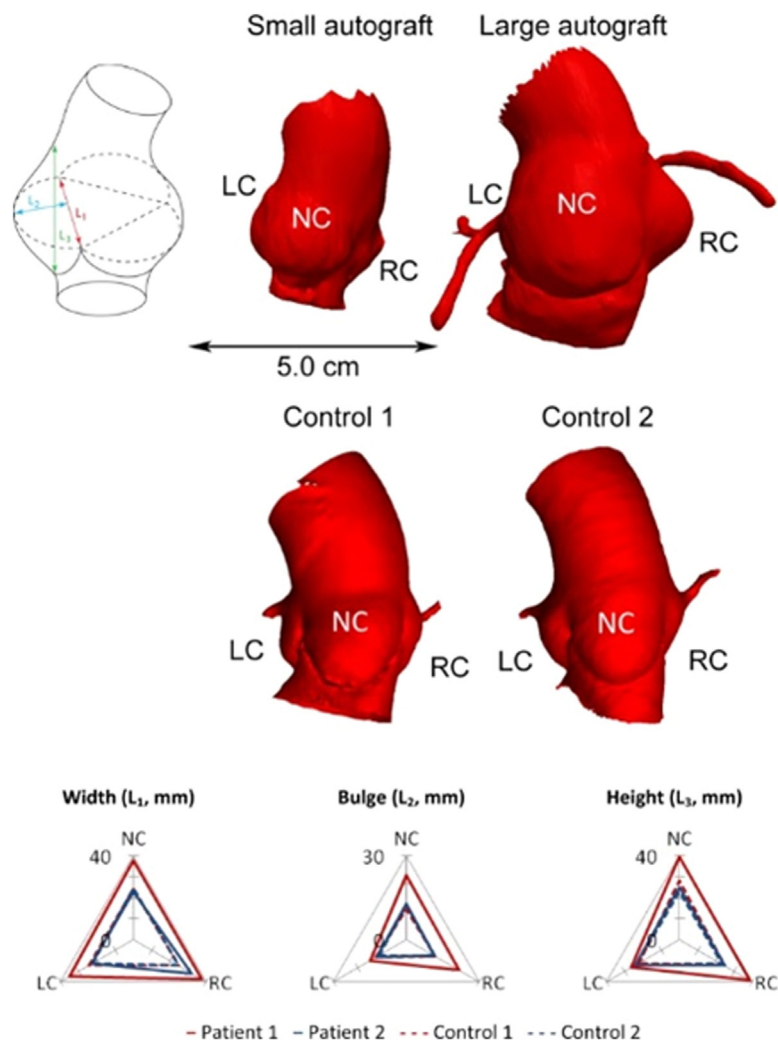 Small autograft Large autograft
LC
NC
RC
LC
NC
RC
L₂
L₁
L₃
5.0 cm
Control 1 Control 2
LC
NC
RC
LC
NC
RC
Width (L₁, mm) Bulge (L₂, mm) Height (L₃, mm)
NC
40
0
LC
RC
NC
30
0
LC
RC
NC
40
0
LC
RC
Patient 1 Patient 2 Control 1 Control 2